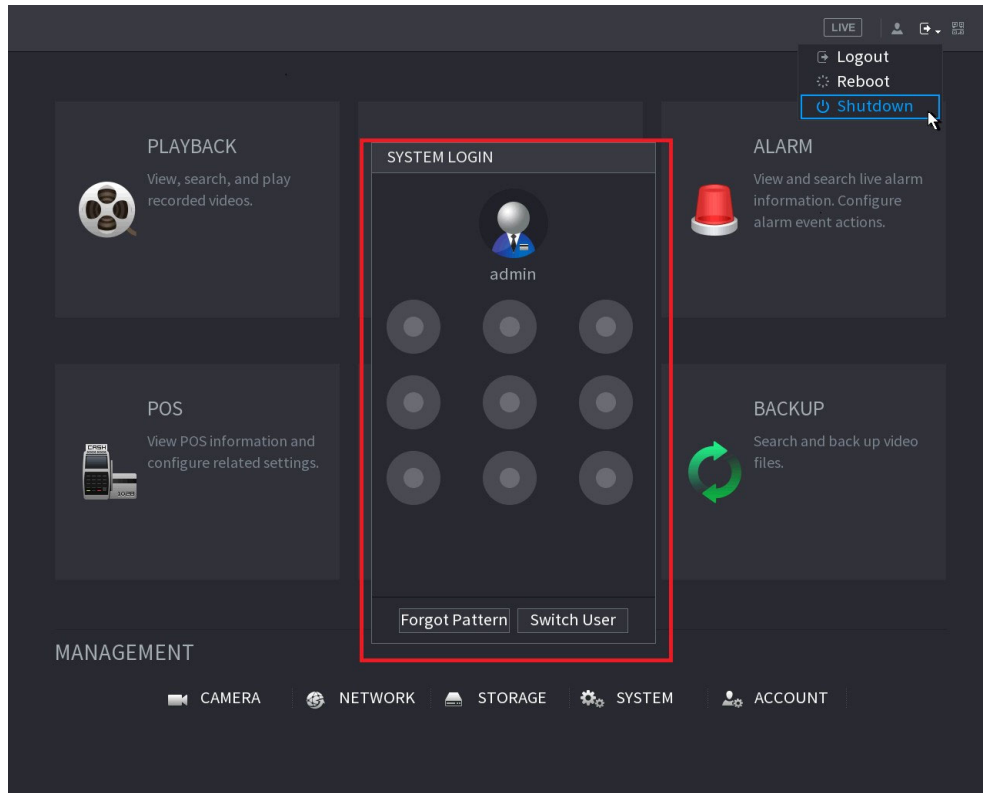 LIVE
Logout
Reboot
Shutdown
PLAYBACK
View, search, and play
recorded videos.
SYSTEM LOGIN
admin
Forgot Pattern
Switch User
ALARM
View and search live alarm
information. Configure
alarm event actions.
POS
View POS information and
configure related settings.
CASH
BACKUP
Search and back up video
files.
MANAGEMENT
CAMERA
NETWORK
STORAGE
SYSTEM
ACCOUNT